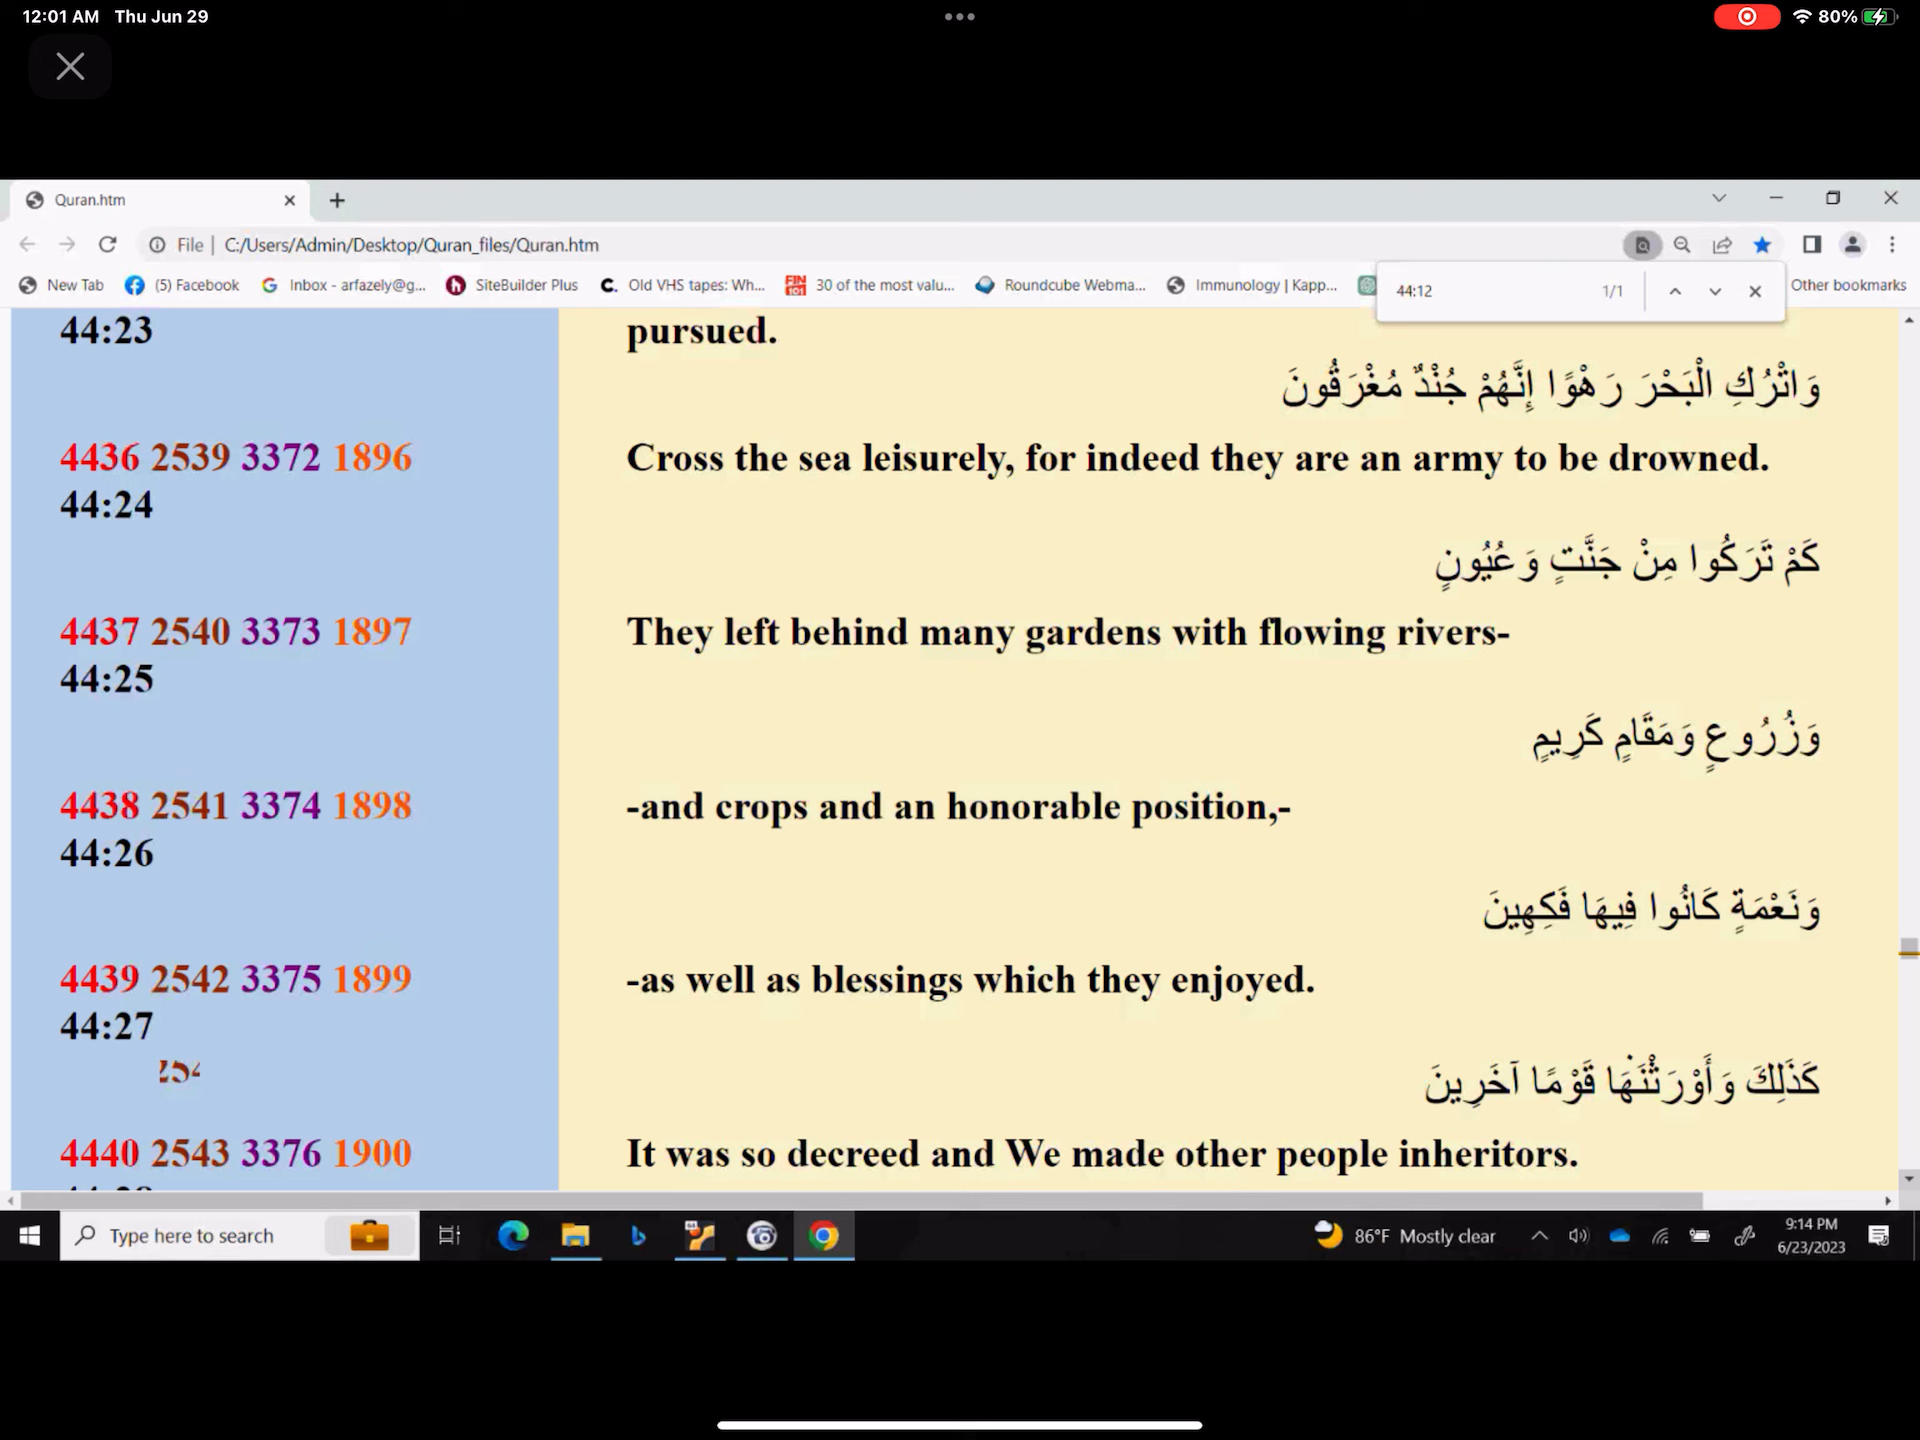 12:01 AM Thu Jun 29
80%
Quran.htm
File | C:/Users/Admin/Desktop/Quran_files/Quran.htm
New Tab (5) Facebook Inbox - arfazely@g... SiteBuilder Plus Old VHS tapes: Wh... FIN 101 30 of the most valu... Roundcube Webma... Immunology | Kapp... Other bookmarks
44:12 1/1
44:23 pursued.
وَاتْرُكِ الْبَحْرَ رَهْوًا إِنَّهُمْ جُنْدٌ مُغْرَقُونَ
4436 2539 3372 1896 Cross the sea leisurely, for indeed they are an army to be drowned.
44:24
كَمْ تَرَكُوا مِنْ جَنَّتٍ وَعُيُونٍ
4437 2540 3373 1897 They left behind many gardens with flowing rivers-
44:25
وَزُرُوعٍ وَمَقَامٍ كَرِيمٍ
4438 2541 3374 1898 -and crops and an honorable position,-
44:26
وَنَعْمَةٍ كَانُوا فِيهَا فَكِهِينَ
4439 2542 3375 1899 -as well as blessings which they enjoyed.
44:27
كَذَلِكَ وَأَوْرَثْنَهَا قَوْمًا آخَرِينَ
4440 2543 3376 1900 It was so decreed and We made other people inheritors.
Type here to search
86°F Mostly clear
9:14 PM
6/23/2023